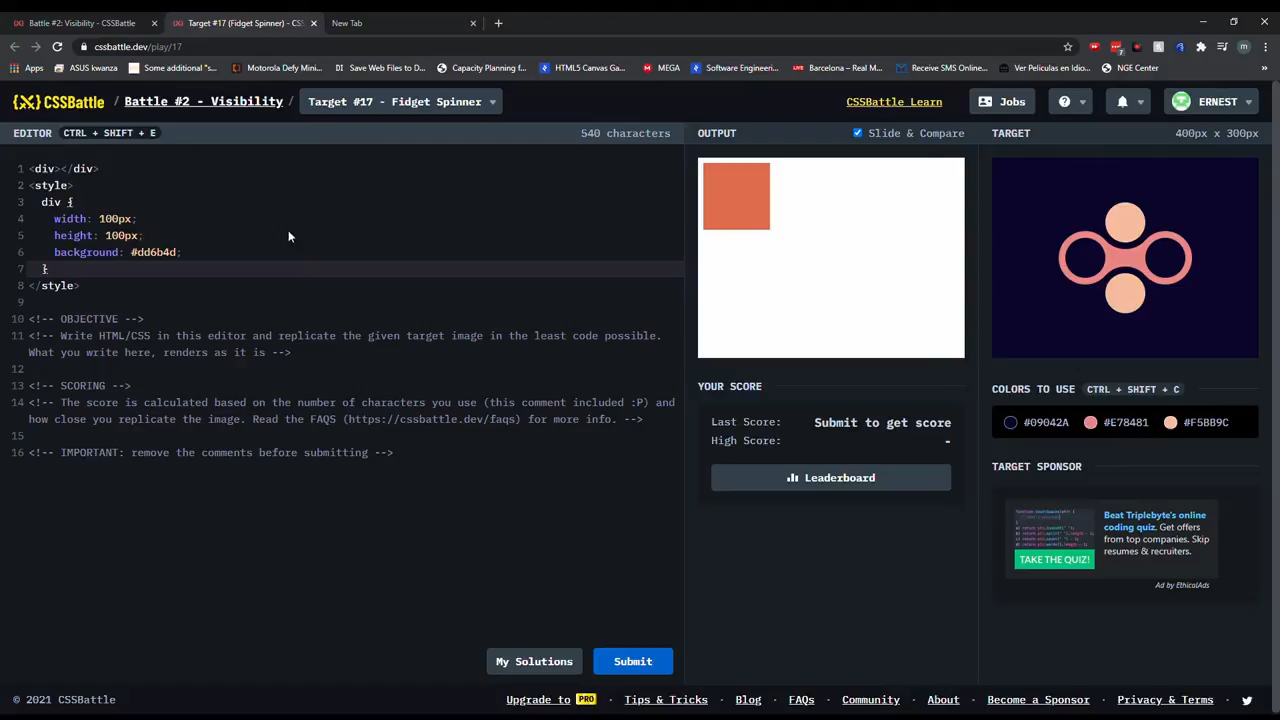 Battle #2: Visibility - CSSBattle
Target #17 (Fidget Spinner) - CSS
New Tab
cssbattle.dev/play/17
Apps
ASUS kwanza
Some additional "s...
Motorola Defy Mini...
Save Web Files to D...
Capacity Planning f...
HTML5 Canvas Ga...
MEGA
Software Engineeri...
Barcelona – Real M...
Receive SMS Online...
Ver Peliculas en Idio...
NGE Center
CSSBattle / Battle #2 - Visibility / Target #17 - Fidget Spinner
CSSBattle Learn
Jobs
ERNEST
EDITOR CTRL + SHIFT + E 540 characters
OUTPUT Slide & Compare
TARGET 400px x 300px
1 <div></div>
2 <style>
3 div {
4 width: 100px;
5 height: 100px;
6 background: #dd6b4d;
7 }
8 </style>
9
10 <!-- OBJECTIVE -->
11 <!-- Write HTML/CSS in this editor and replicate the given target image in the least code possible.
What you write here, renders as it is -->
12
13 <!-- SCORING -->
14 <!-- The score is calculated based on the number of characters you use (this comment included :P) and
how close you replicate the image. Read the FAQS (https://cssbattle.dev/faqs) for more info. -->
15
16 <!-- IMPORTANT: remove the comments before submitting -->
YOUR SCORE
Last Score: Submit to get score
High Score: -
Leaderboard
COLORS TO USE CTRL + SHIFT + C
#09042A #E78481 #F5BB9C
TARGET SPONSOR
TAKE THE QUIZ!
Beat Triplebyte's online
coding quiz. Get offers
from top companies. Skip
resumes & recruiters.
Ad by EthicalAds
My Solutions
Submit
© 2021 CSSBattle
Upgrade to PRO
Tips & Tricks
Blog
FAQs
Community
About
Become a Sponsor
Privacy & Terms